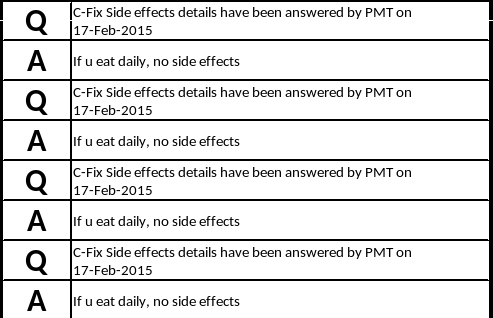 Q
C-Fix Side effects details have been answered by PMT on
17-Feb-2015
A
If u eat daily, no side effects
Q
C-Fix Side effects details have been answered by PMT on
17-Feb-2015
A
If u eat daily, no side effects
Q
C-Fix Side effects details have been answered by PMT on
17-Feb-2015
A
If u eat daily, no side effects
Q
C-Fix Side effects details have been answered by PMT on
17-Feb-2015
A
If u eat daily, no side effects